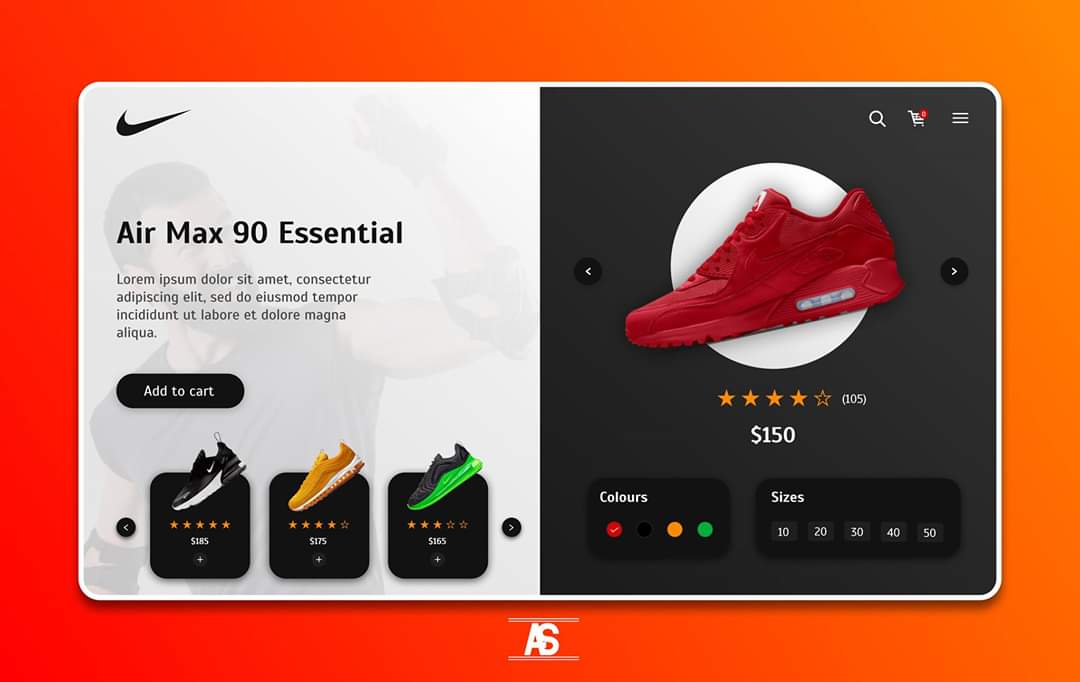 Air Max 90 Essential
Lorem ipsum dolor sit amet, consectetur
adipiscing elit, sed do eiusmod tempor
incididunt ut labore et dolore magna
aliqua.
Add to cart
$185
$175
$165
+
+
+
<
>
0
<
>
(105)
$150
Colours
Sizes
10
20
30
40
50
AS